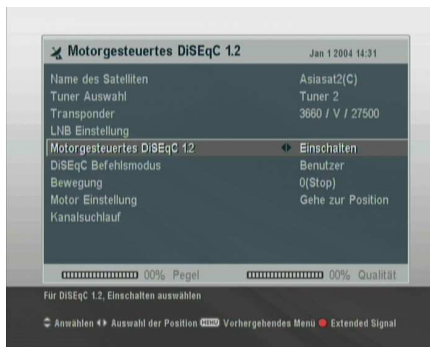 Motorgesteuertes DiSEqC 1.2 Jan 1 2004 14:31
Name des Satelliten Asiasat2(C)
Tuner Auswahl Tuner 2
Transponder 3660 / V / 27500
LNB Einstellung
Motorgesteuertes DiSEqC 1.2 Einschalten
DiSEqC Befehlsmodus Benutzer
Bewegung 0(Stop)
Motor Einstellung Gehe zur Position
Kanalsuchlauf
00% Pegel 00% Qualität
Für DiSEqC 1.2, Einschalten auswählen
Anwählen Auswahl der Position MENU Vorhergehendes Menü Extended Signal